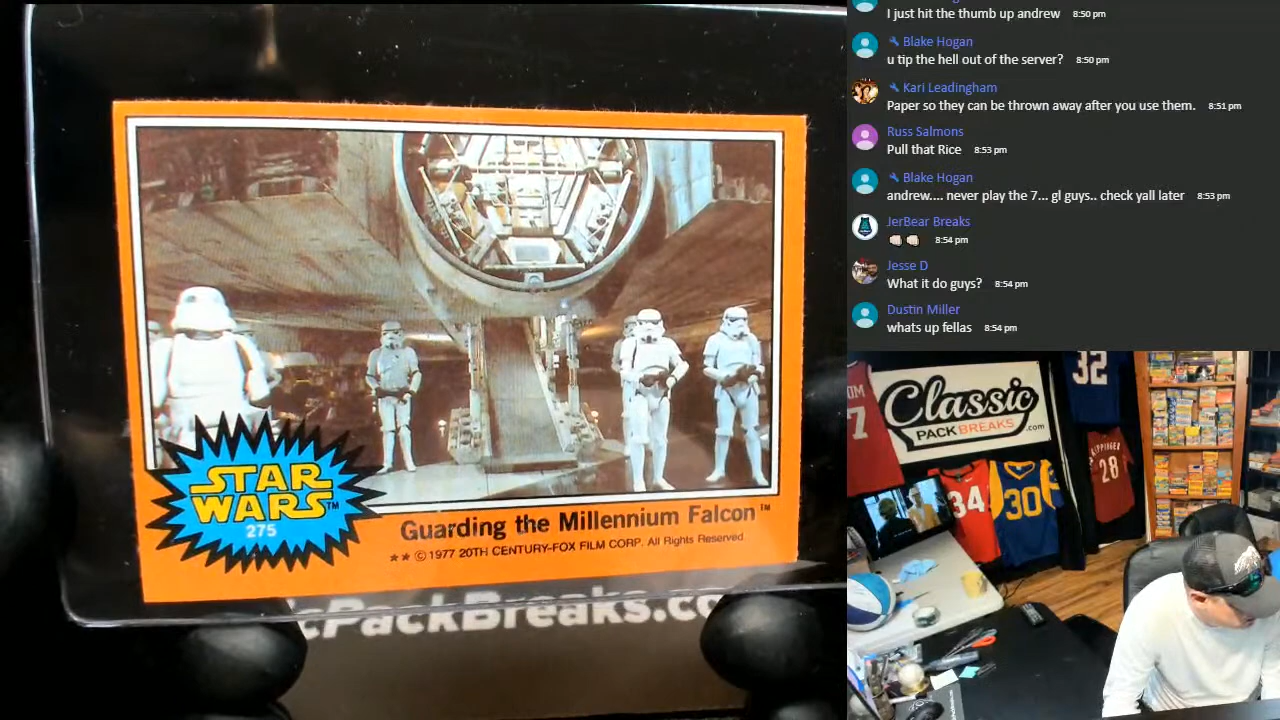 STAR
WARS™
275
Guarding the Millennium Falcon™
★★ ©1977 20TH CENTURY-FOX FILM CORP. All Rights Reserved
cPackBreaks.co
I just hit the thumb up andrew 8:50 pm
Blake Hogan
u tip the hell out of the server? 8:50 pm
Kari Leadingham
Paper so they can be thrown away after you use them. 8:51 pm
Russ Salmons
Pull that Rice 8:53 pm
Blake Hogan
andrew.... never play the 7... gl guys.. check yall later 8:53 pm
JerBear Breaks
8:54 pm
Jesse D
What it do guys? 8:54 pm
Dustin Miller
whats up fellas 8:54 pm
Classic
PACKBREAKS.com
32
7
34
30
28